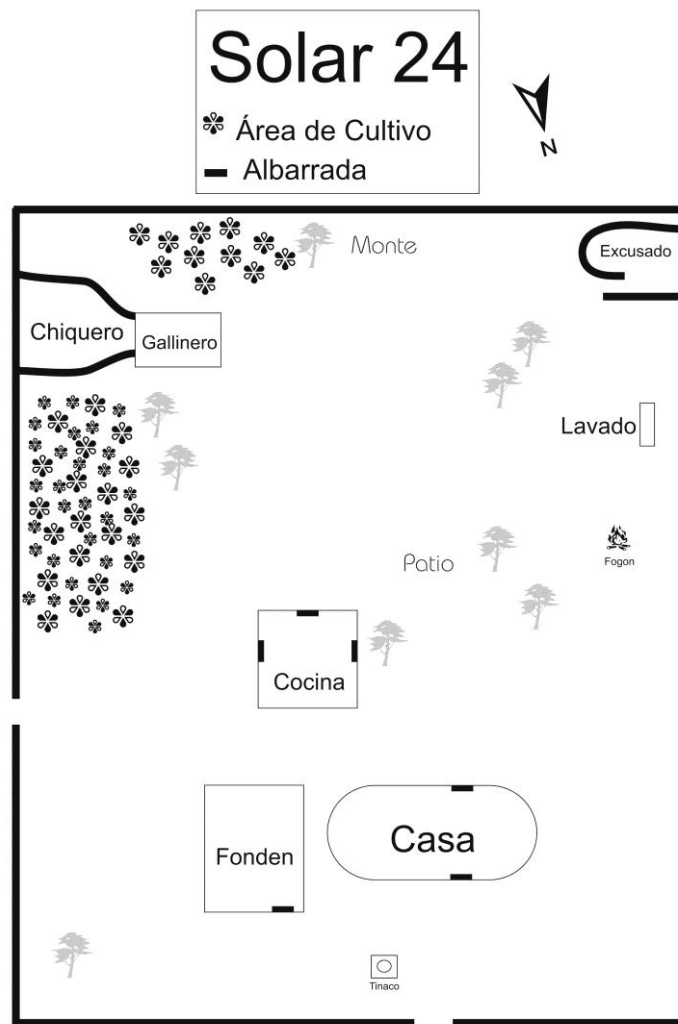 Solar 24
Área de Cultivo
Albarrada
N
Monte
Excusado
Chiquero
Gallinero
Lavado
Patio
Fogon
Cocina
Fonden
Casa
Tinaco